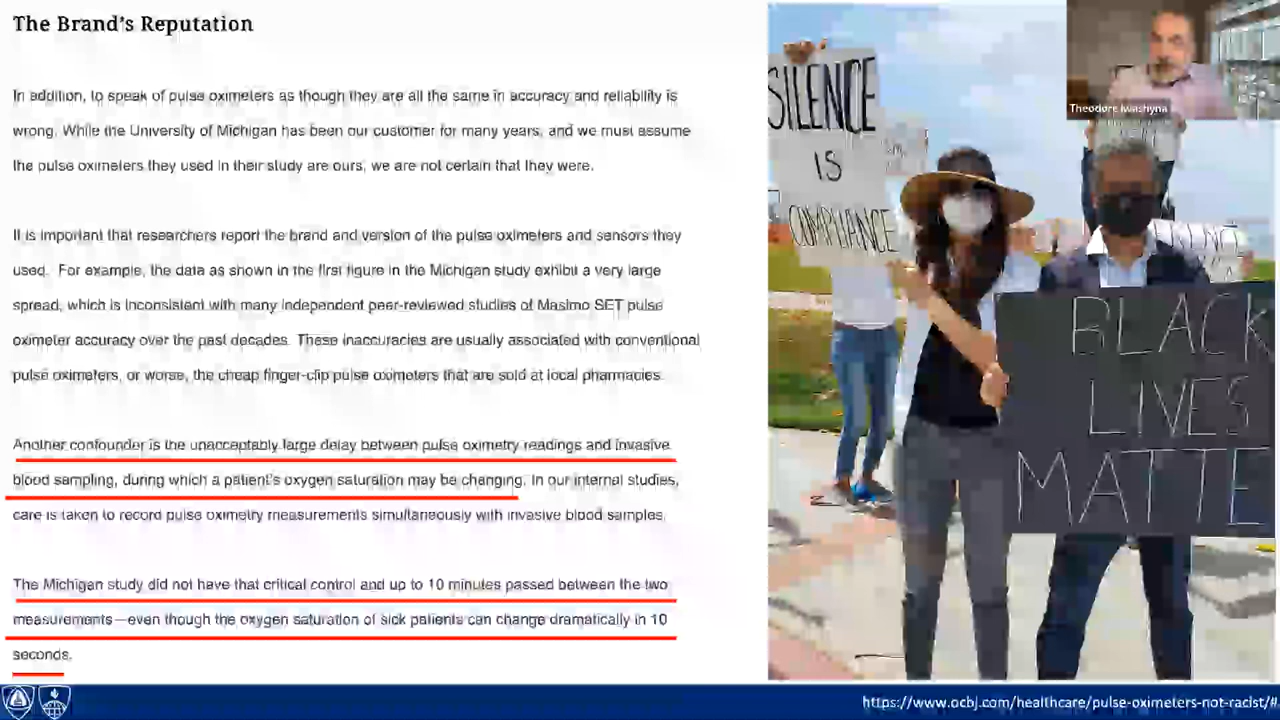 The Brand's Reputation
In addition, to speak of pulse oximeters as though they are all the same in accuracy and reliability is
wrong. While the University of Michigan has been our customer for many years, and we must assume
the pulse oximeters they used in their study are ours, we are not certain that they were.
It is important that researchers report the brand and version of the pulse oximeters and sensors they
used. For example, the data as shown in the first figure in the Michigan study exhibit a very large
spread, which is inconsistent with many independent peer-reviewed studies of Masimo SET pulse
oximeter accuracy over the past decades. These inaccuracies are usually associated with conventional
pulse oximeters, or worse, the cheap finger-clip pulse oximeters that are sold at local pharmacies.
Another confounder is the unacceptably large delay between pulse oximetry readings and invasive
blood sampling, during which a patient's oxygen saturation may be changing. In our internal studies,
care is taken to record pulse oximetry measurements simultaneously with invasive blood samples.
The Michigan study did not have that critical control and up to 10 minutes passed between the two
measurements—even though the oxygen saturation of sick patients can change dramatically in 10
seconds.
SILENCE
IS
COMPLIANCE
Theodore Iwashyna
BLACK
LIVES
MATTE
https://www.ocbj.com/healthcare/pulse-oximeters-not-racist/#